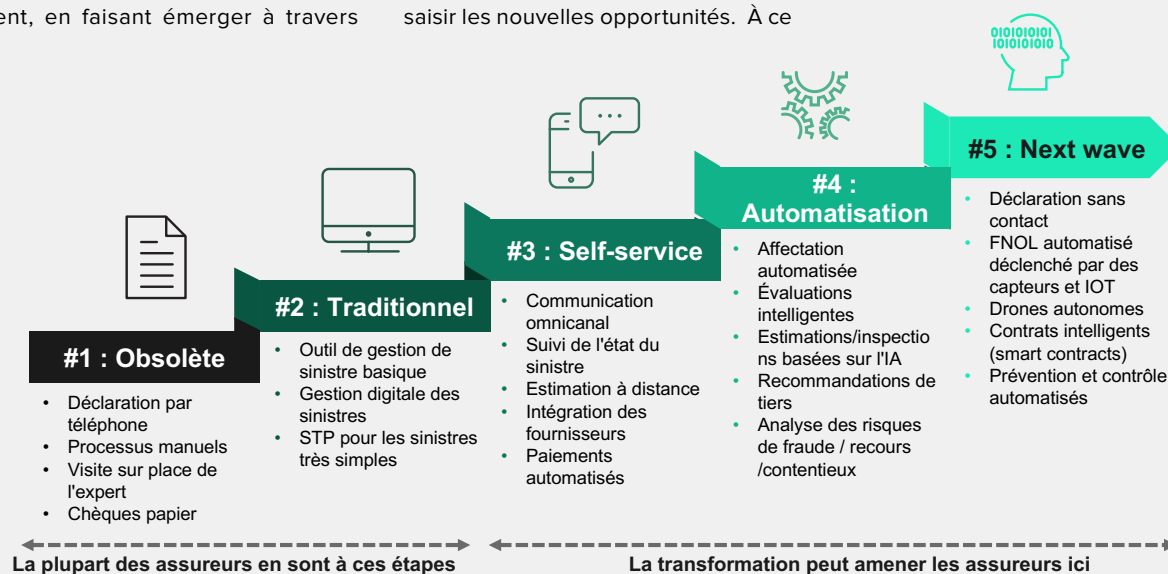 ent, en faisant émerger à travers
saisir les nouvelles opportunités. À ce
010101010
101010101
#1 : Obsolète
• Déclaration par
téléphone
• Processus manuels
• Visite sur place de
l'expert
• Chèques papier
#2 : Traditionnel
• Outil de gestion de
sinistre basique
• Gestion digitale des
sinistres
• STP pour les sinistres
très simples
#3 : Self-service
• Communication
omnicanal
• Suivi de l'état du
sinistre
• Estimation à distance
• Intégration des
fournisseurs
• Paiements
automatisés
#4 :
Automatisation
• Affectation
automatisée
• Évaluations
intelligentes
• Estimations/inspectio
ns basées sur l'IA
• Recommandations de
tiers
• Analyse des risques
de fraude / recours
/contentieux
#5 : Next wave
• Déclaration sans
contact
• FNOL automatisé
déclenché par des
capteurs et IOT
• Drones autonomes
• Contrats intelligents
(smart contracts)
• Prévention et contrôle
automatisés
La plupart des assureurs en sont à ces étapes
La transformation peut amener les assureurs ici